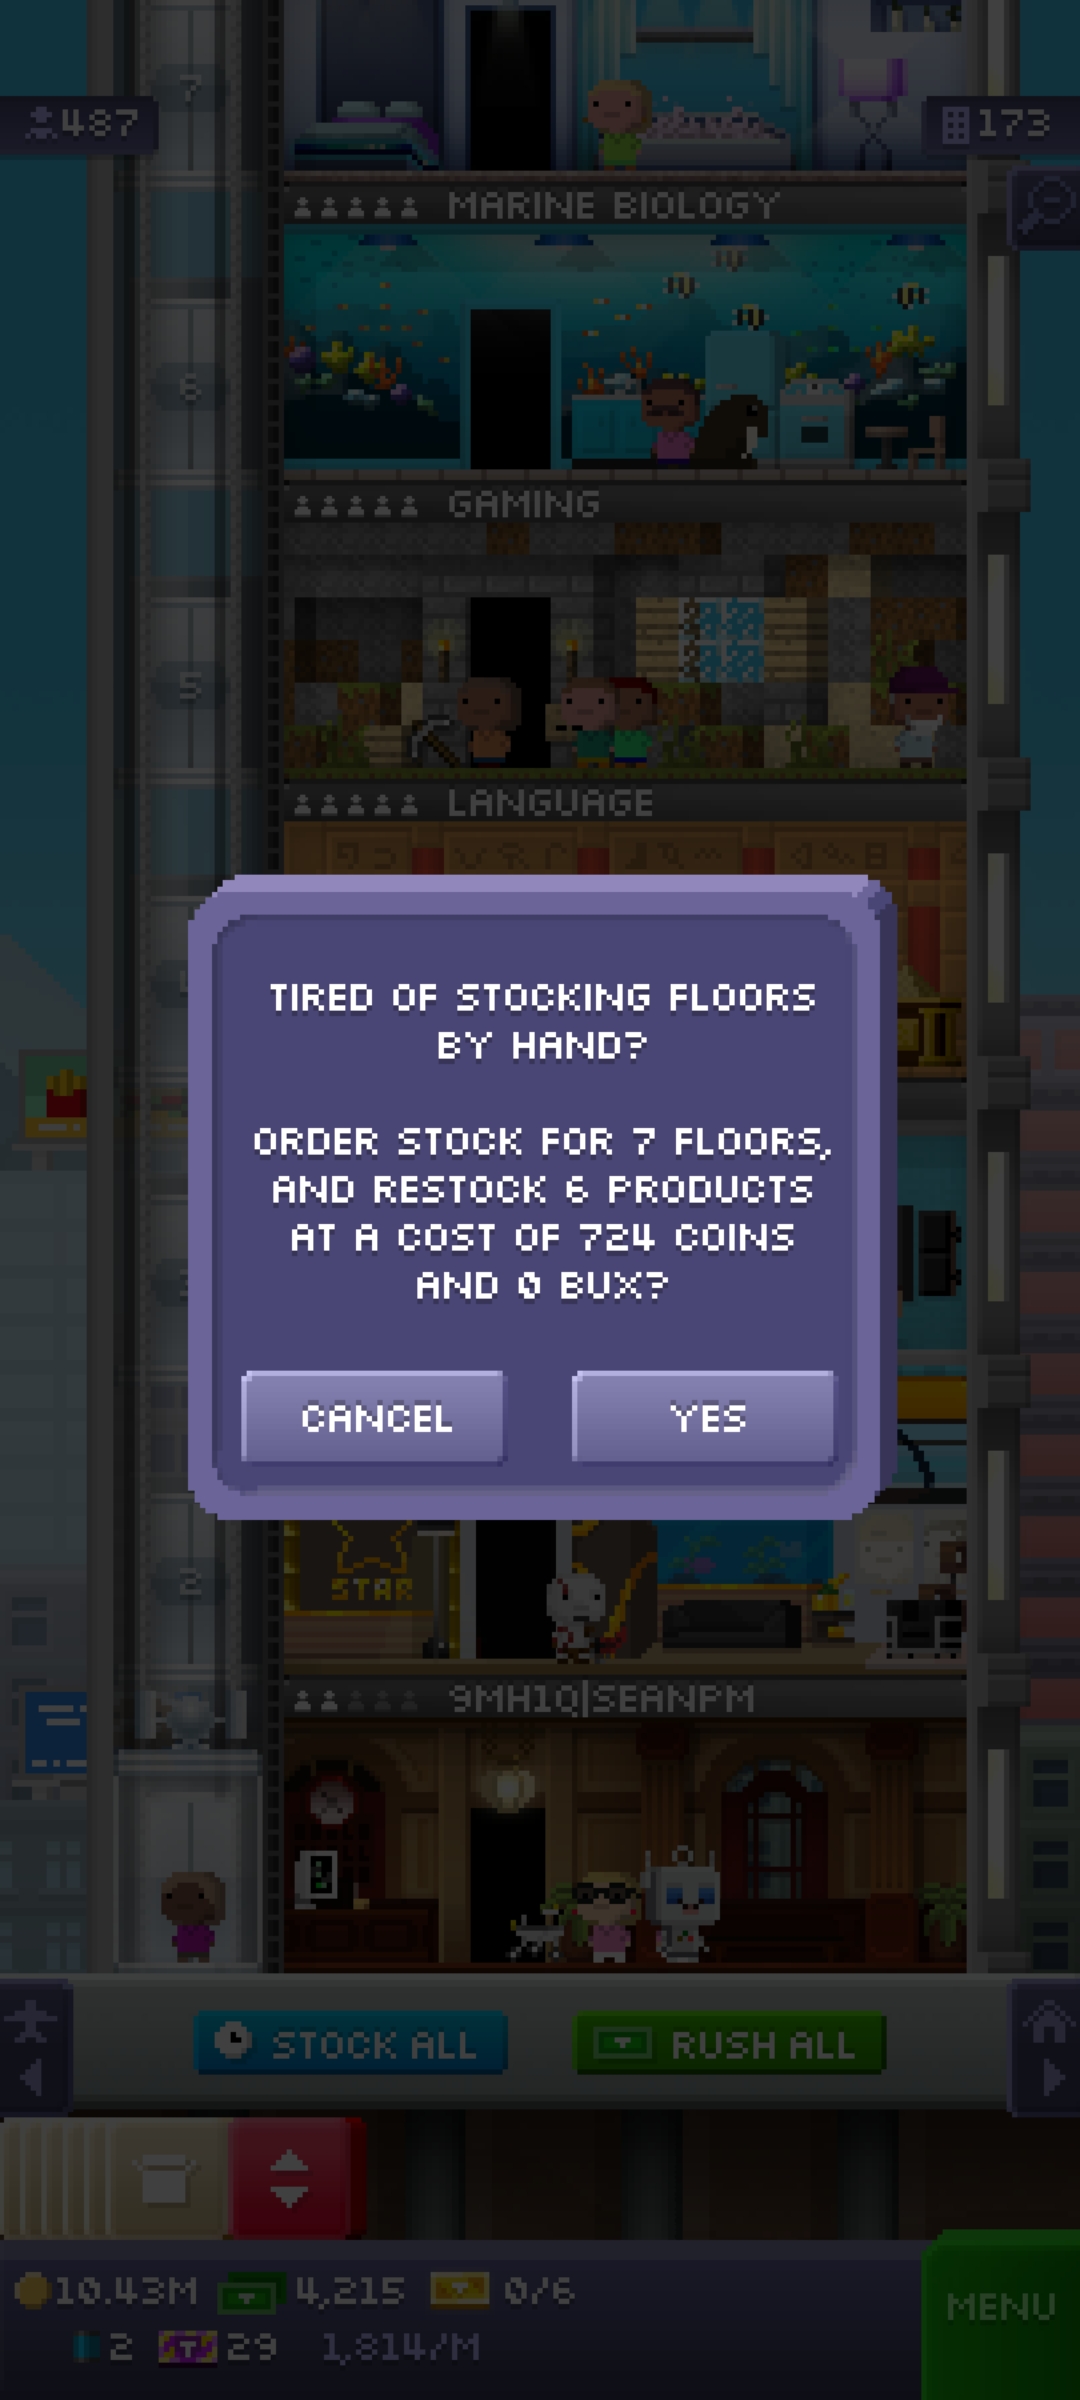 7
487
173
MARINE BIOLOGY
6
GAMING
5
LANGUAGE
TIRED OF STOCKING FLOORS
BY HAND?
ORDER STOCK FOR 7 FLOORS,
AND RESTOCK 6 PRODUCTS
AT A COST OF 724 COINS
AND 0 BUX?
CANCEL
YES
2
STAR
9MH1Q|SEANPM
STOCK ALL
RUSH ALL
10.43M
4,215
0/6
MENU
2
29
1,814/M